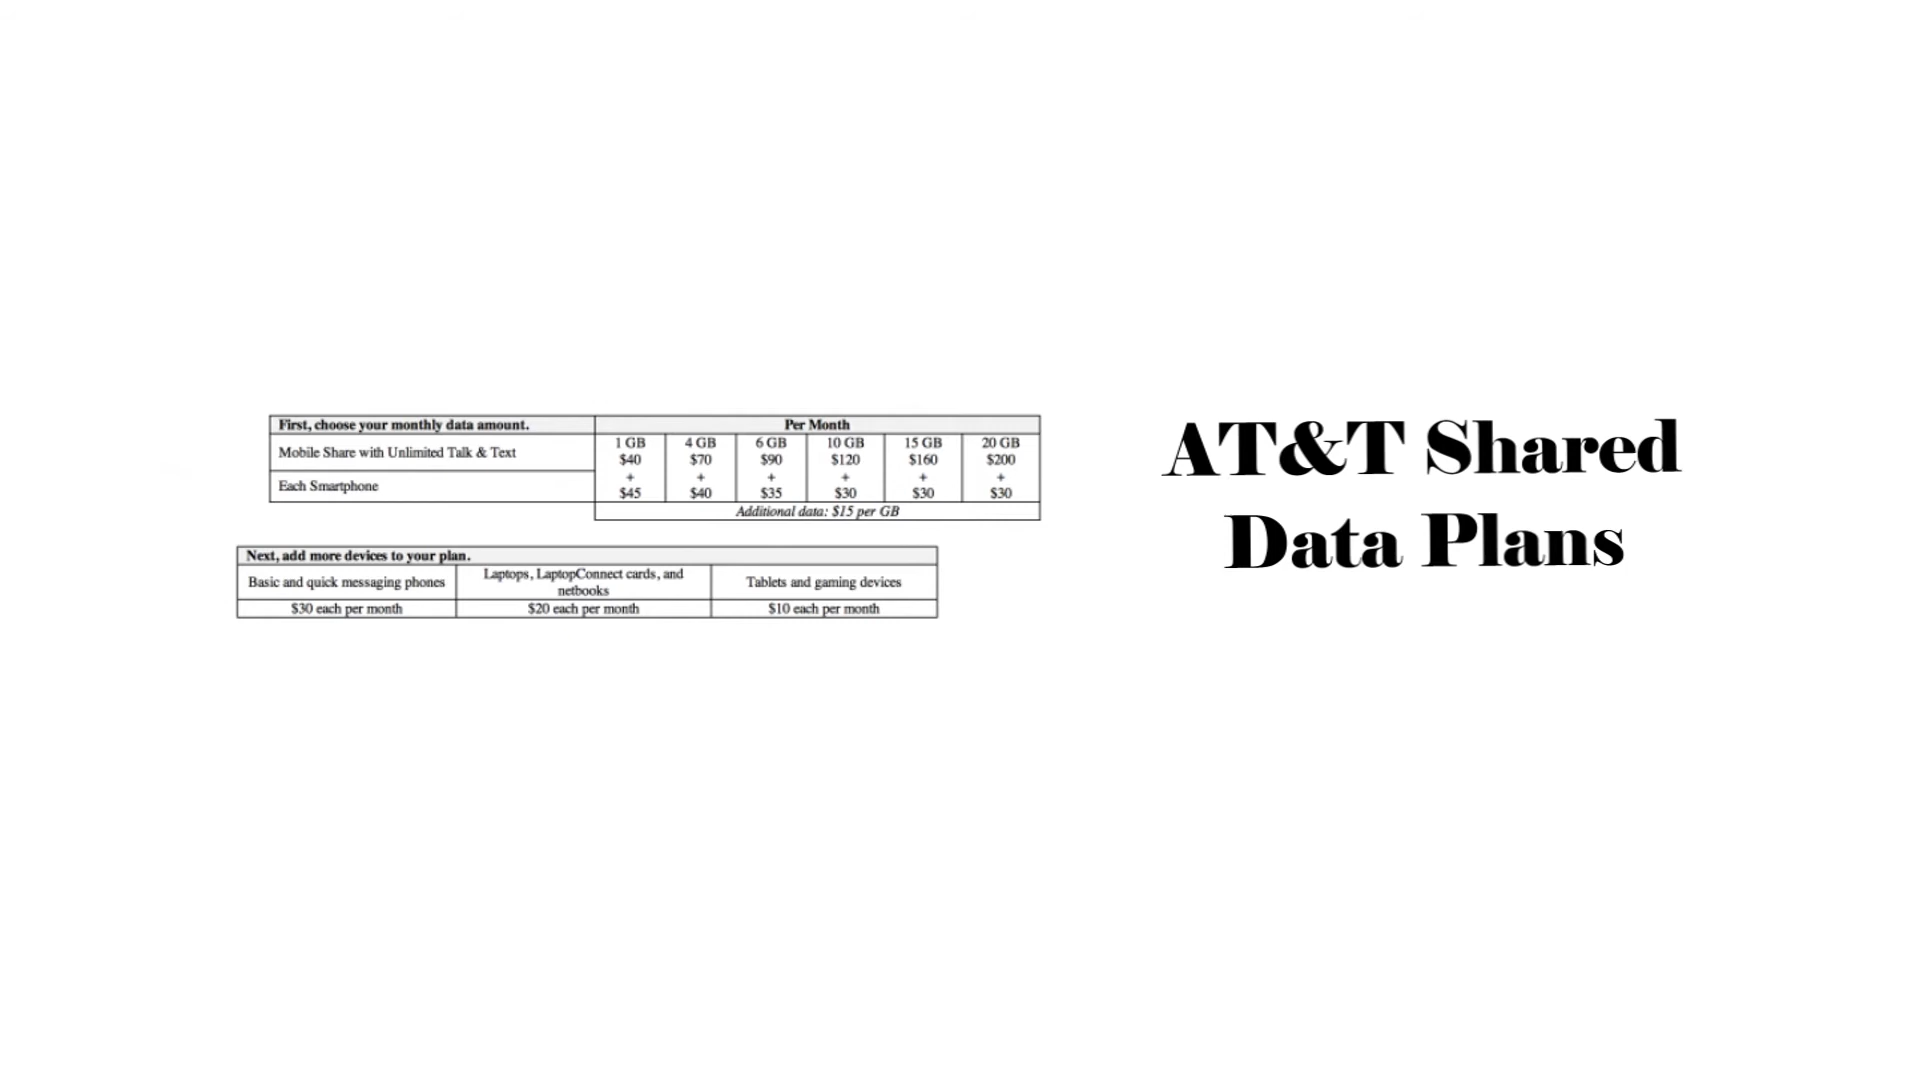 First, choose your monthly data amount.
Per Month
Mobile Share with Unlimited Talk & Text
1 GB 4 GB 6 GB 10 GB 15 GB 20 GB
$40 $70 $90 $120 $160 $200
Each Smartphone
+ + + + + +
$45 $40 $35 $30 $30 $30
Additional data: $15 per GB
Next, add more devices to your plan.
Basic and quick messaging phones
Laptops, LaptopConnect cards, and
netbooks
Tablets and gaming devices
$30 each per month
$20 each per month
$10 each per month
AT&T Shared
Data Plans